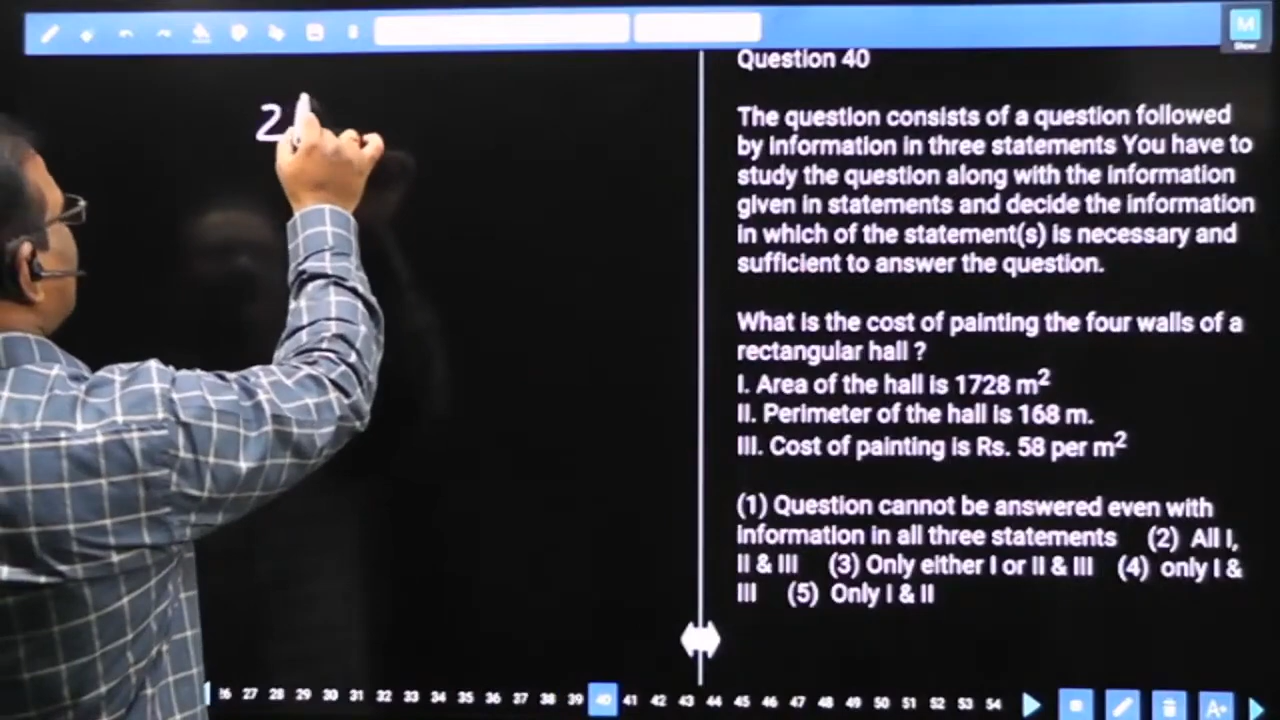 M
Show
Question 40
2
The question consists of a question followed
by information in three statements You have to
study the question along with the information
given in statements and decide the information
in which of the statement(s) is necessary and
sufficient to answer the question.
What is the cost of painting the four walls of a
rectangular hall ?
I. Area of the hall is 1728 m²
II. Perimeter of the hall is 168 m.
III. Cost of painting is Rs. 58 per m²
(1) Question cannot be answered even with
information in all three statements (2) All I,
II & III (3) Only either I or II & III (4) only I &
III (5) Only I & II
26 27 28 29 30 31 32 33 34 35 36 37 38 39 40 41 42 43 44 45 46 47 48 49 50 51 52 53 54 A+